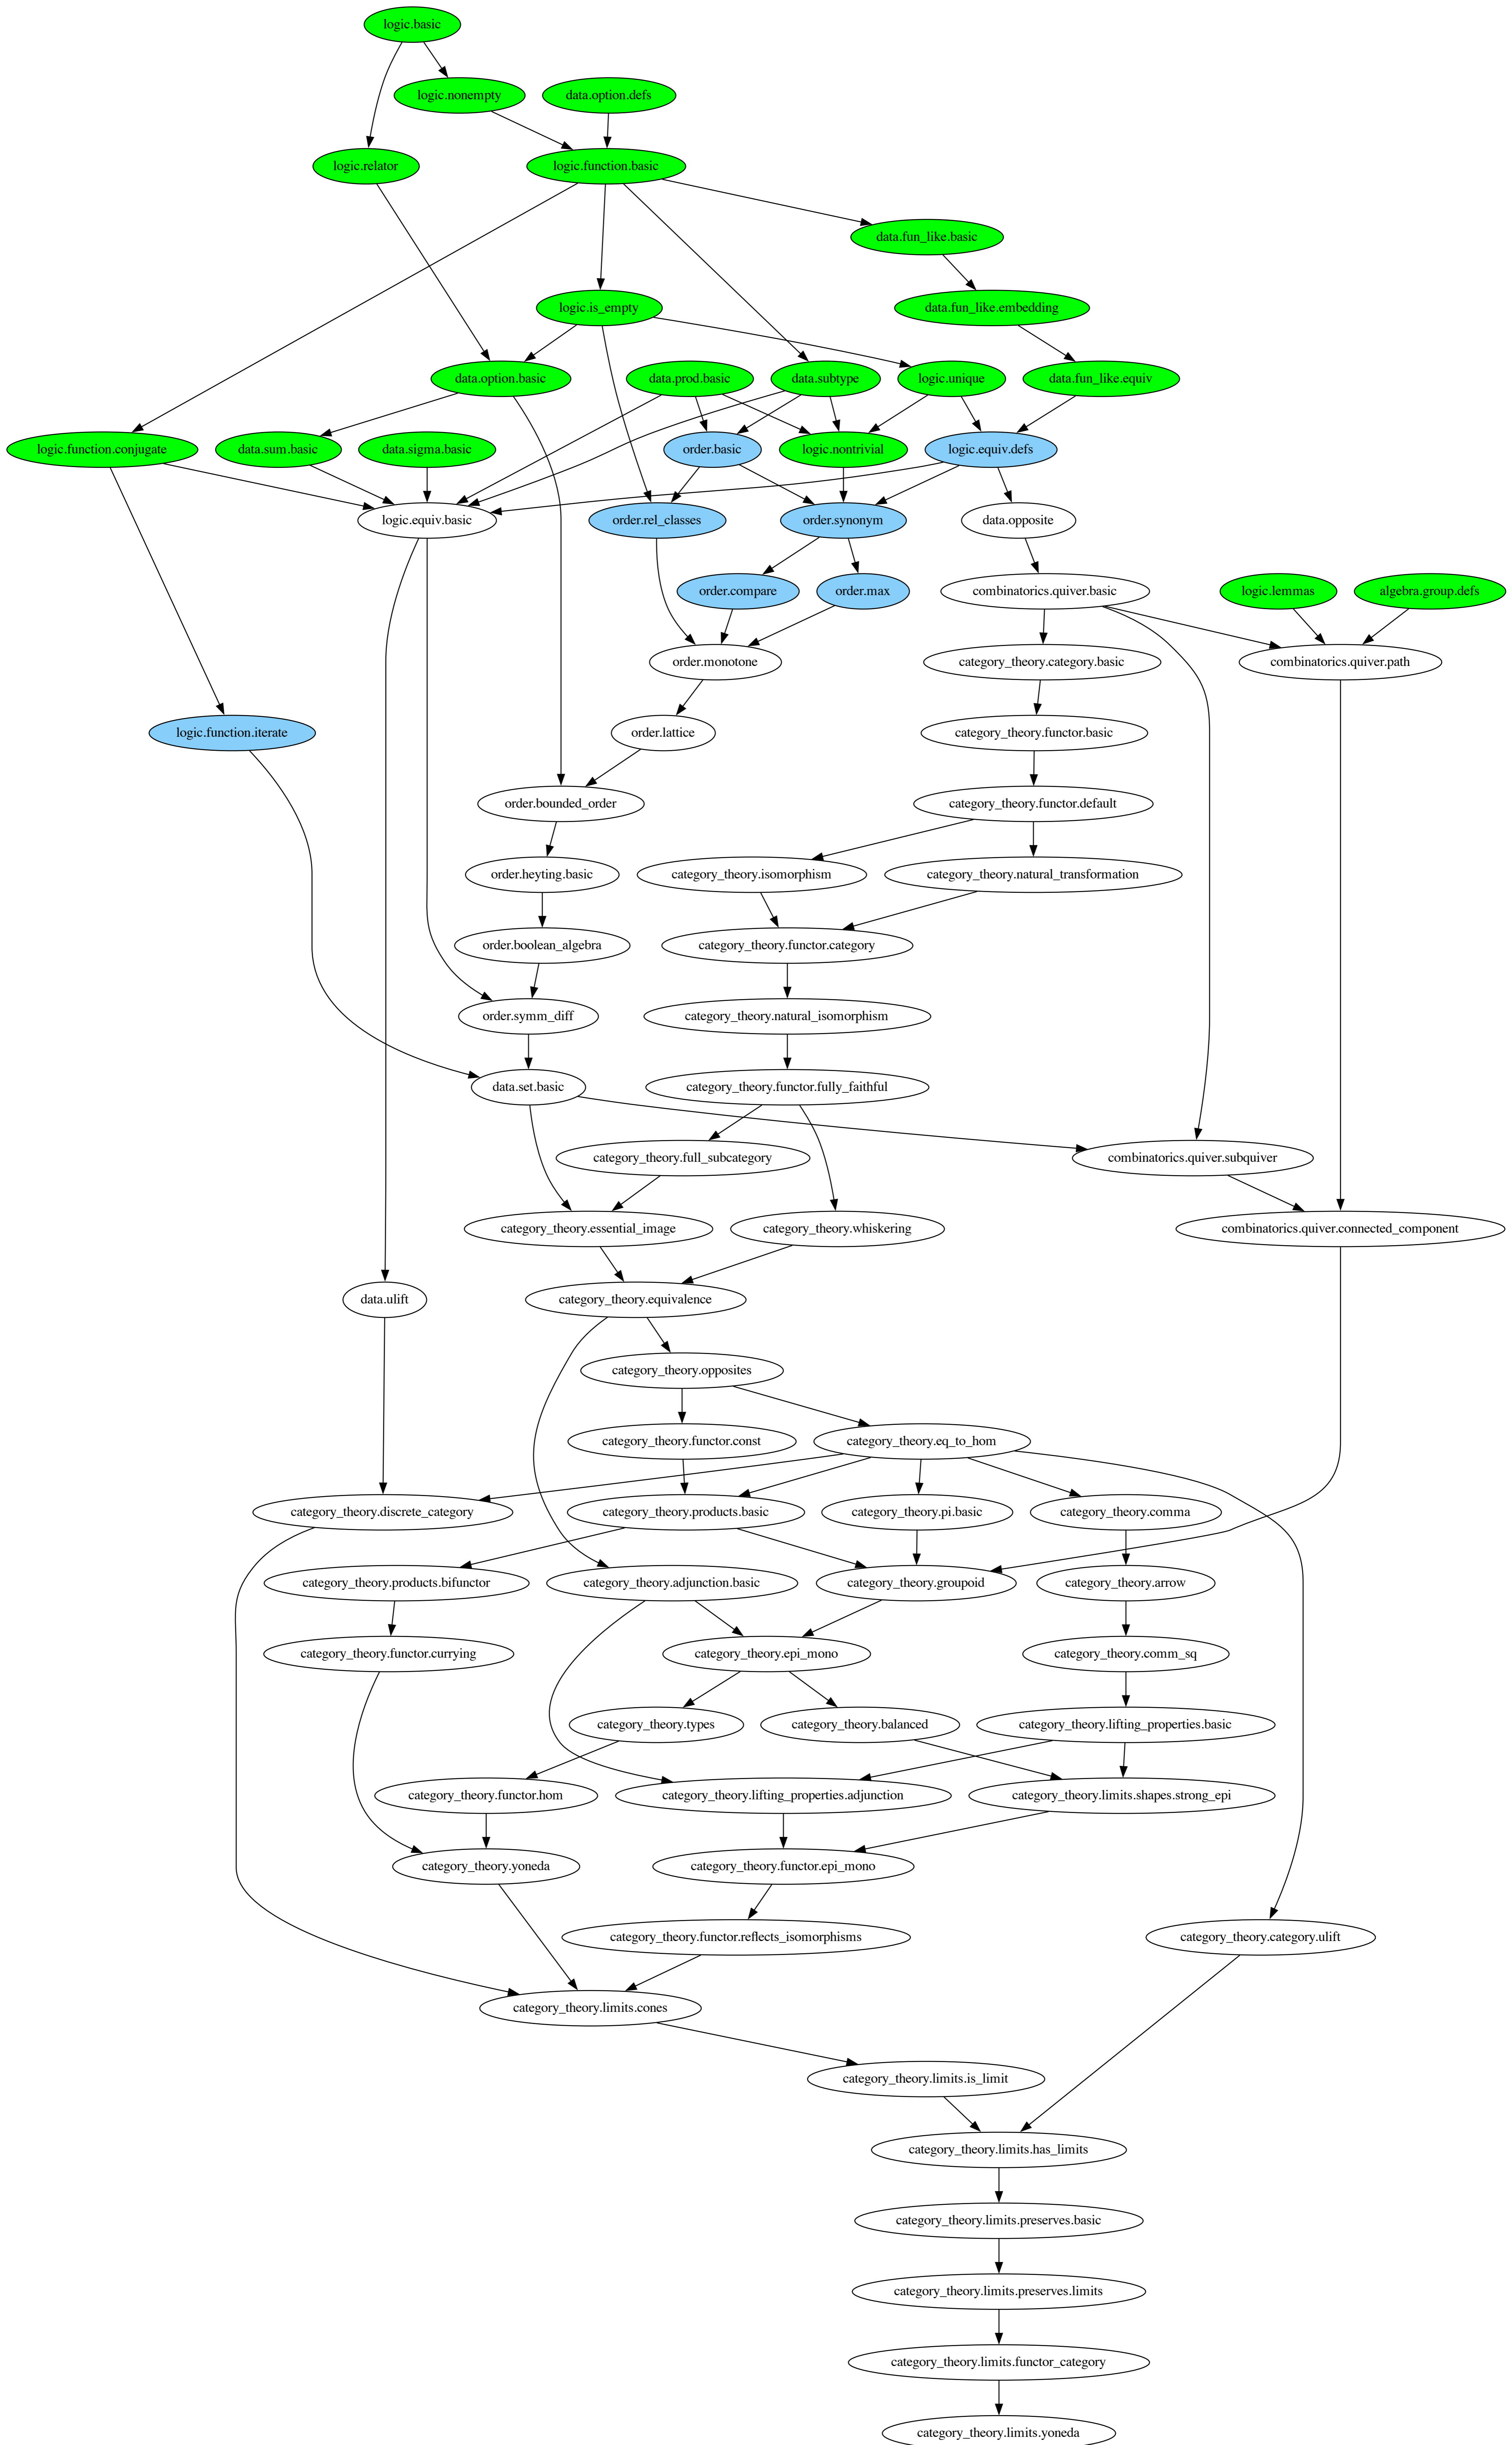 logic.basic
logic.nonempty
data.option.defs
logic.relator
logic.function.basic
data.fun_like.basic
logic.is_empty
data.fun_like.embedding
data.option.basic
data.prod.basic
data.subtype
logic.unique
data.fun_like.equiv
logic.function.conjugate
data.sum.basic
data.sigma.basic
order.basic
logic.nontrivial
logic.equiv.defs
logic.equiv.basic
order.rel_classes
order.synonym
data.opposite
order.compare
order.max
combinatorics.quiver.basic
logic.lemmas
algebra.group.defs
order.monotone
category_theory.category.basic
combinatorics.quiver.path
logic.function.iterate
order.lattice
category_theory.functor.basic
order.bounded_order
category_theory.functor.default
order.heyting.basic
category_theory.isomorphism
category_theory.natural_transformation
order.boolean_algebra
category_theory.functor.category
order.symm_diff
category_theory.natural_isomorphism
data.set.basic
category_theory.functor.fully_faithful
category_theory.full_subcategory
combinatorics.quiver.subquiver
category_theory.essential_image
category_theory.whiskering
combinatorics.quiver.connected_component
data.ulift
category_theory.equivalence
category_theory.opposites
category_theory.functor.const
category_theory.eq_to_hom
category_theory.discrete_category
category_theory.products.basic
category_theory.pi.basic
category_theory.comma
category_theory.products.bifunctor
category_theory.adjunction.basic
category_theory.groupoid
category_theory.arrow
category_theory.functor.currying
category_theory.epi_mono
category_theory.comm_sq
category_theory.types
category_theory.balanced
category_theory.lifting_properties.basic
category_theory.functor.hom
category_theory.lifting_properties.adjunction
category_theory.limits.shapes.strong_epi
category_theory.yoneda
category_theory.functor.epi_mono
category_theory.functor.reflects_isomorphisms
category_theory.category.ulift
category_theory.limits.cones
category_theory.limits.is_limit
category_theory.limits.has_limits
category_theory.limits.preserves.basic
category_theory.limits.preserves.limits
category_theory.limits.functor_category
category_theory.limits.yoneda